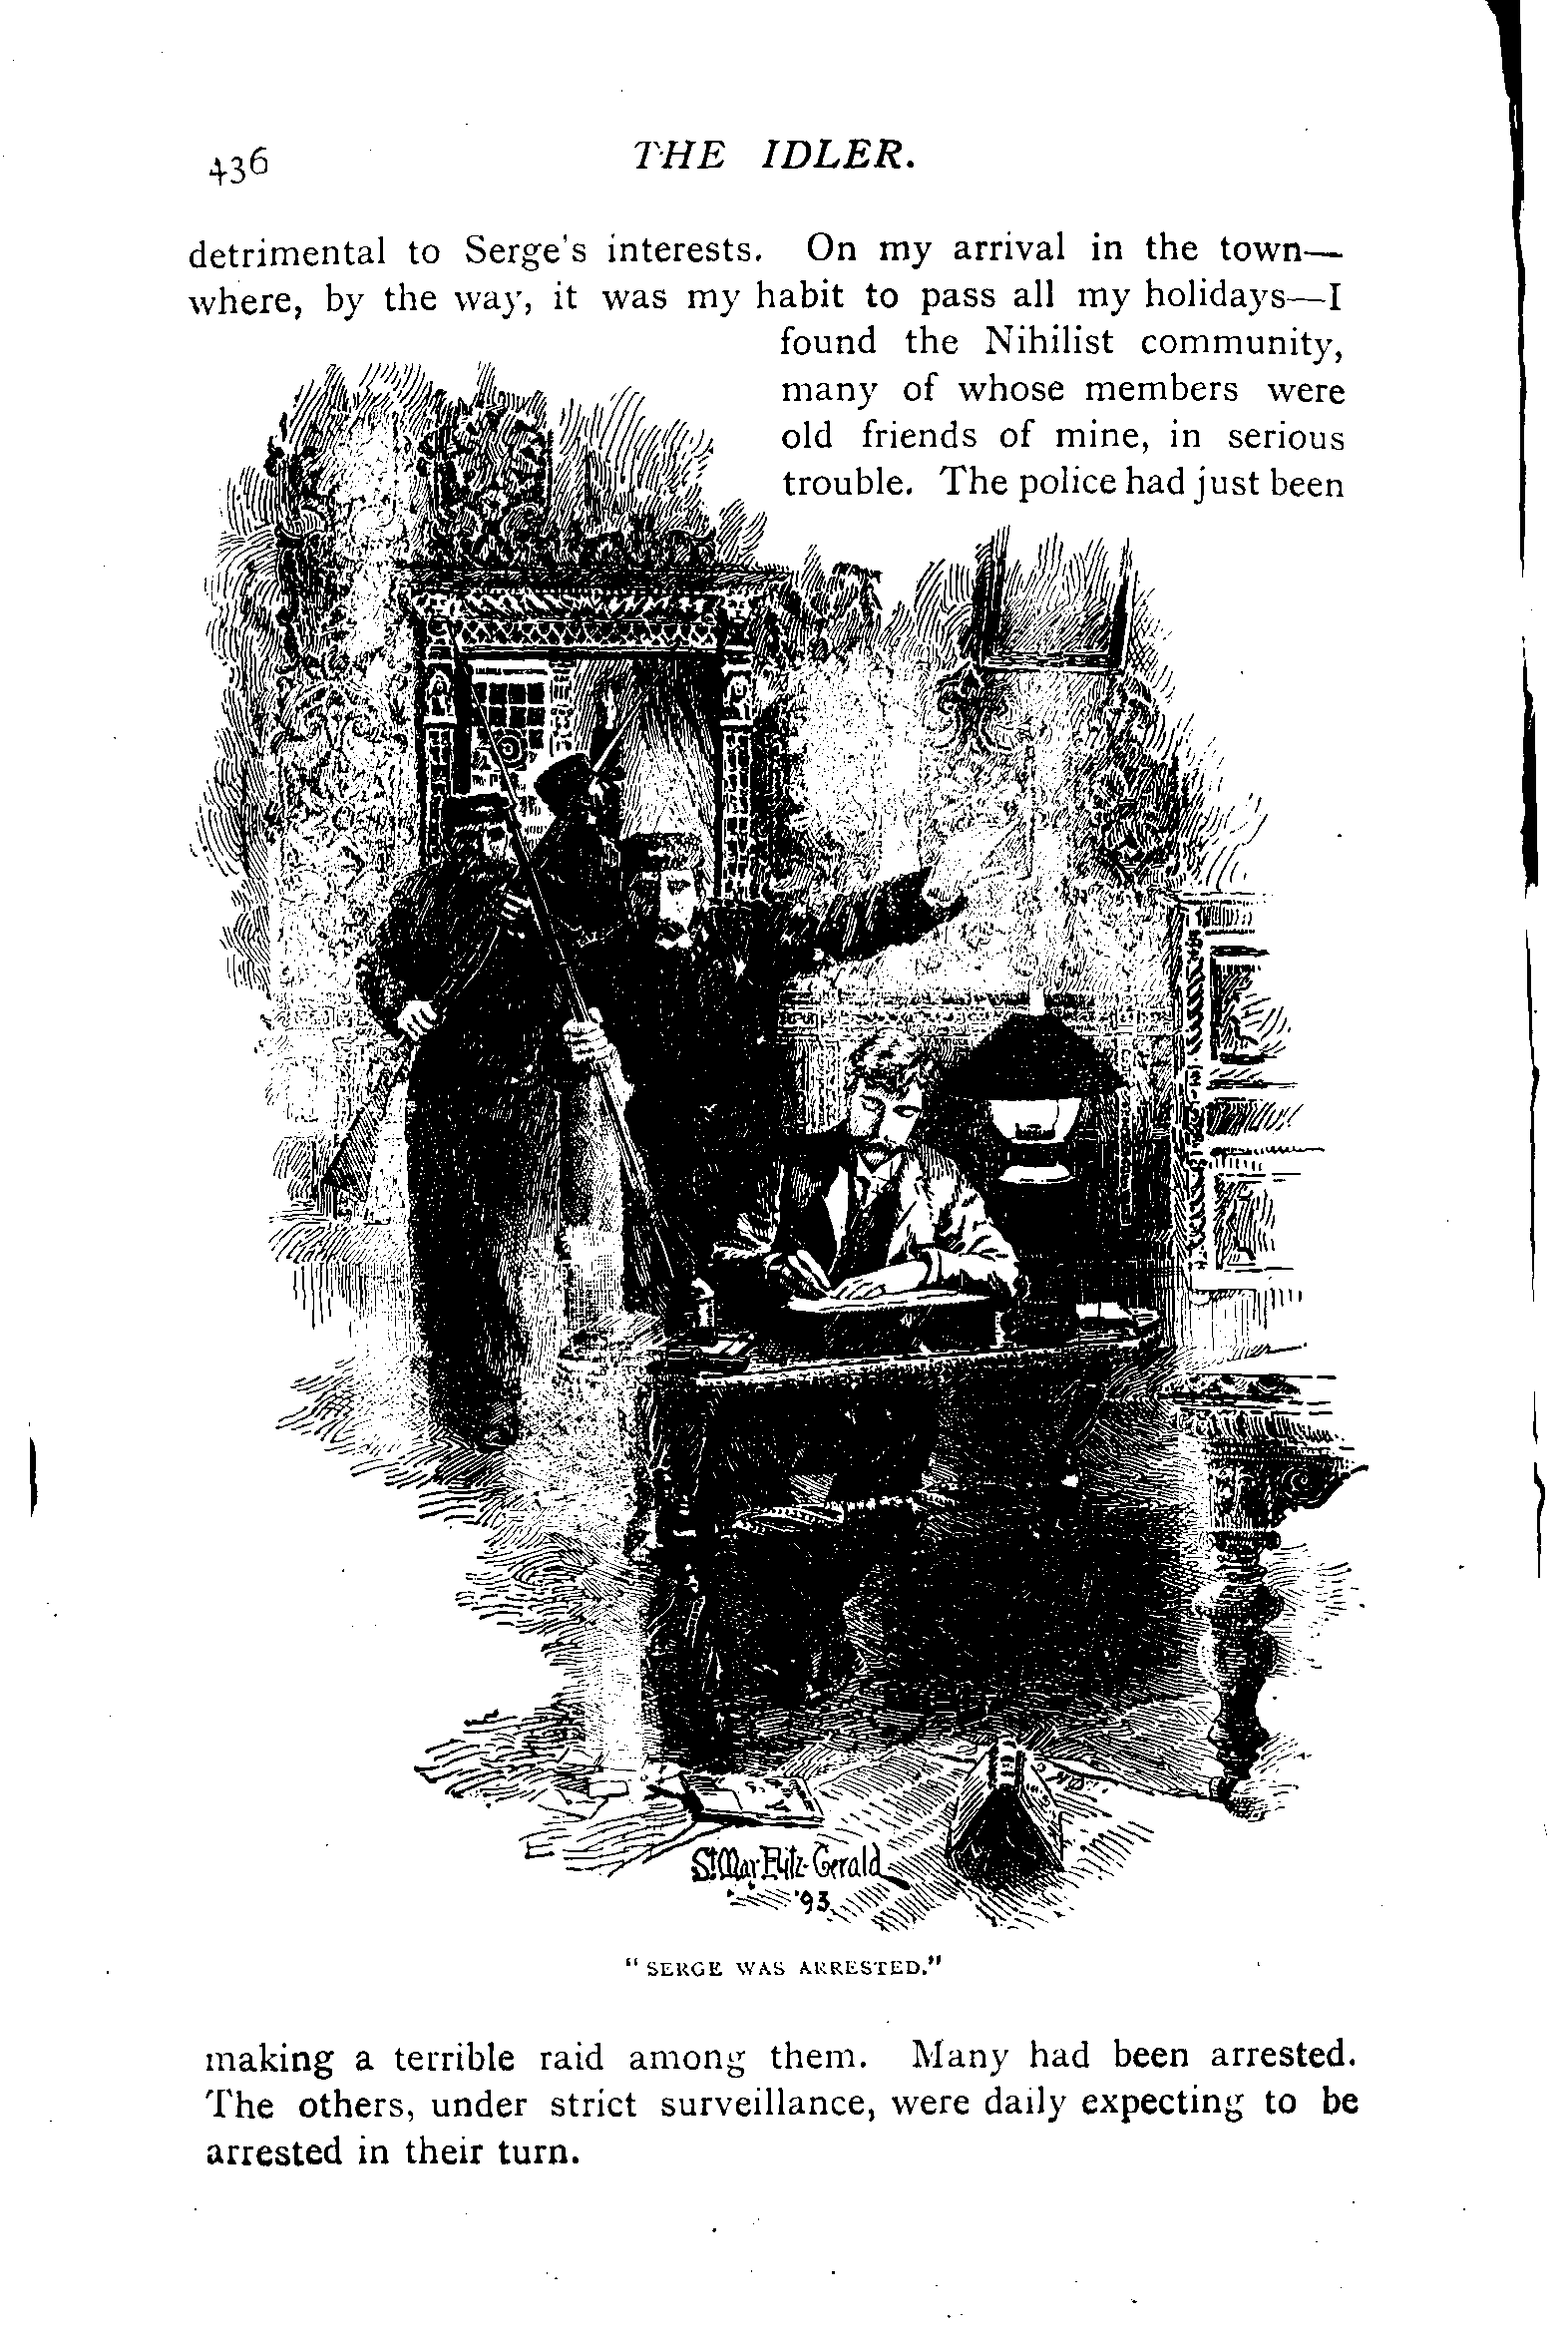 436
THE IDLER.
detrimental to Serge's interests. On my arrival in the town—
where, by the way, it was my habit to pass all my holidays—I
found the Nihilist community,
many of whose members were
old friends of mine, in serious
trouble. The police had just been
St. Mar Fitz-Gerald
'93
"SERGE WAS ARRESTED."
making a terrible raid among them. Many had been arrested.
The others, under strict surveillance, were daily expecting to be
arrested in their turn.